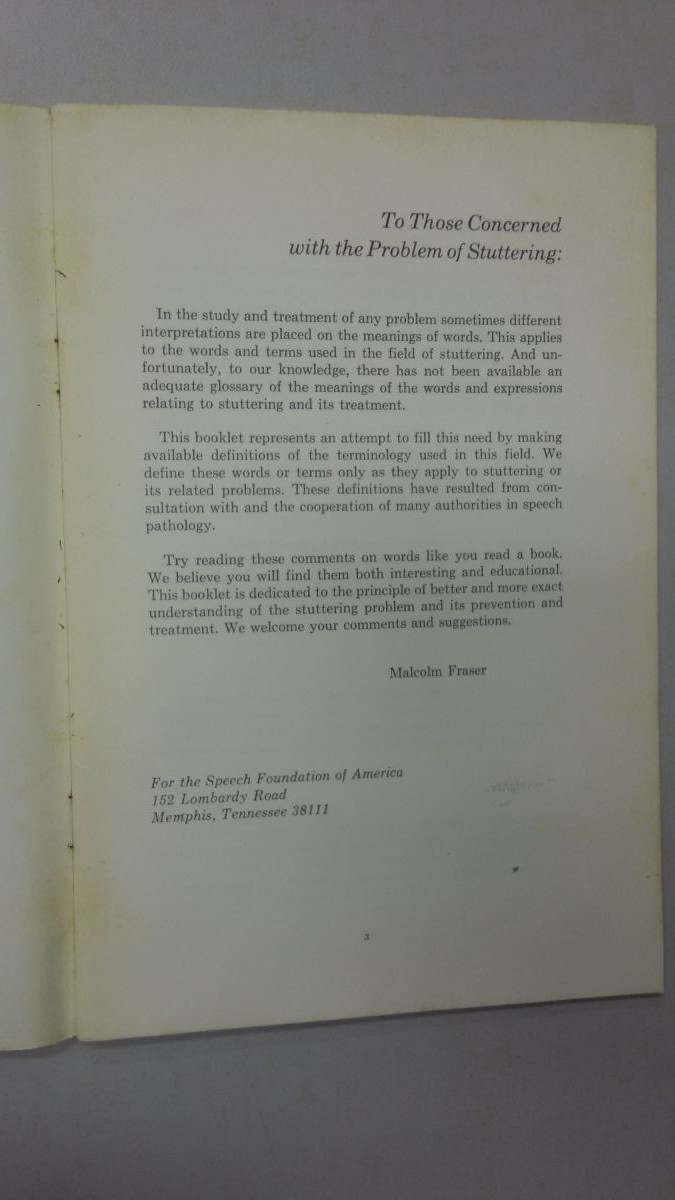 To Those Concerned
with the Problem of Stuttering:
In the study and treatment of any problem sometimes different
interpretations are placed on the meanings of words. This applies
to the words and terms used in the field of stuttering. And un-
fortunately, to our knowledge, there has not been available an
adequate glossary of the meanings of the words and expressions
relating to stuttering and its treatment.
This booklet represents an attempt to fill this need by making
available definitions of the terminology used in this field. We
define these words or terms only as they apply to stuttering or
its related problems. These definitions have resulted from con-
sultation with and the cooperation of many authorities in speech
pathology.
Try reading these comments on words like you read a book.
We believe you will find them both interesting and educational.
This booklet is dedicated to the principle of better and more exact
understanding of the stuttering problem and its prevention and
treatment. We welcome your comments and suggestions.
Malcolm Fraser
For the Speech Foundation of America
152 Lombardy Road
Memphis, Tennessee 38111
3